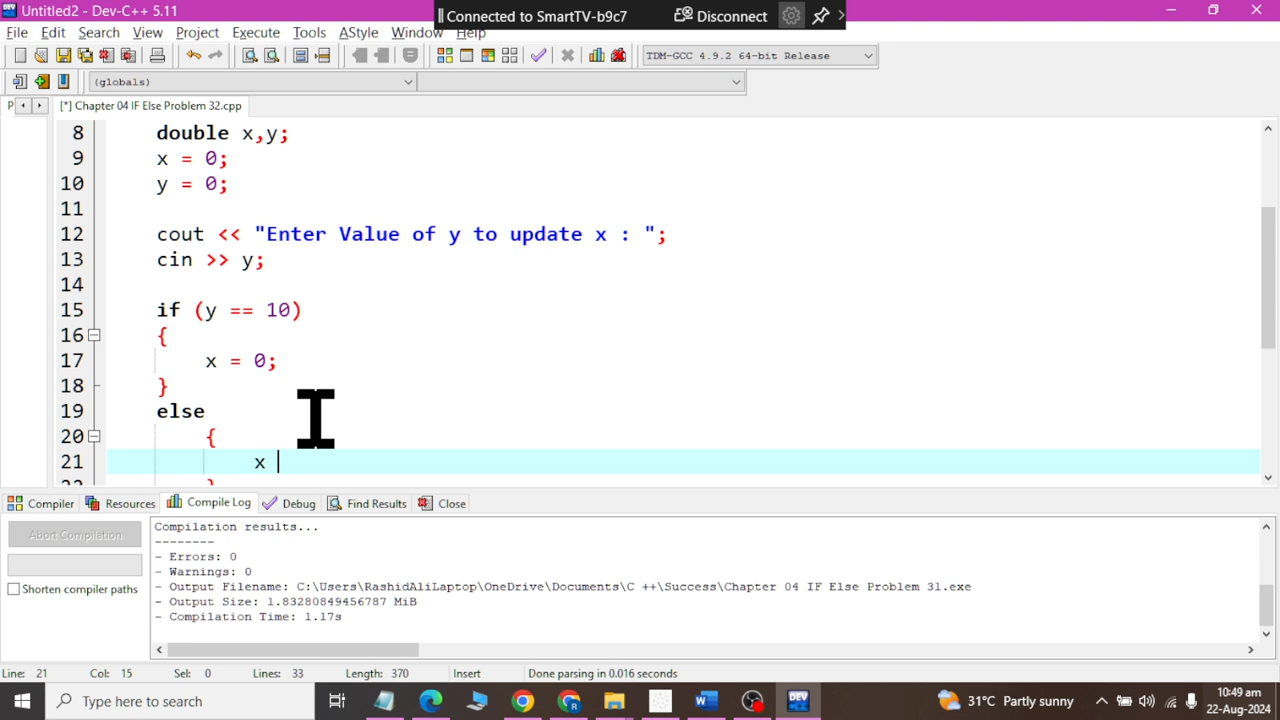 Untitled2 - Dev-C++ 5.11
Connected to SmartTV-b9c7
Disconnect
File Edit Search View Project Execute Tools AStyle Window Help
TDM-GCC 4.9.2 64-bit Release
(globals)
P
[*] Chapter 04 IF Else Problem 32.cpp
8 double x,y;
9 x = 0;
10 y = 0;
11
12 cout << "Enter Value of y to update x : ";
13 cin >> y;
14
15 if (y == 10)
16 {
17 x = 0;
18 }
19 else
20 {
21 x
22 }
Compiler Resources Compile Log Debug Find Results Close
Abort Compilation
Shorten compiler paths
Compilation results...
--------
- Errors: 0
- Warnings: 0
- Output Filename: C:\Users\RashidAliLaptop\OneDrive\Documents\C ++\Success\Chapter 04 IF Else Problem 31.exe
- Output Size: 1.83280849456787 MiB
- Compilation Time: 1.17s
Line: 21 Col: 15 Sel: 0 Lines: 33 Length: 370 Insert Done parsing in 0.016 seconds
Type here to search
DEV
31°C Partly sunny
10:49 am
22-Aug-2024